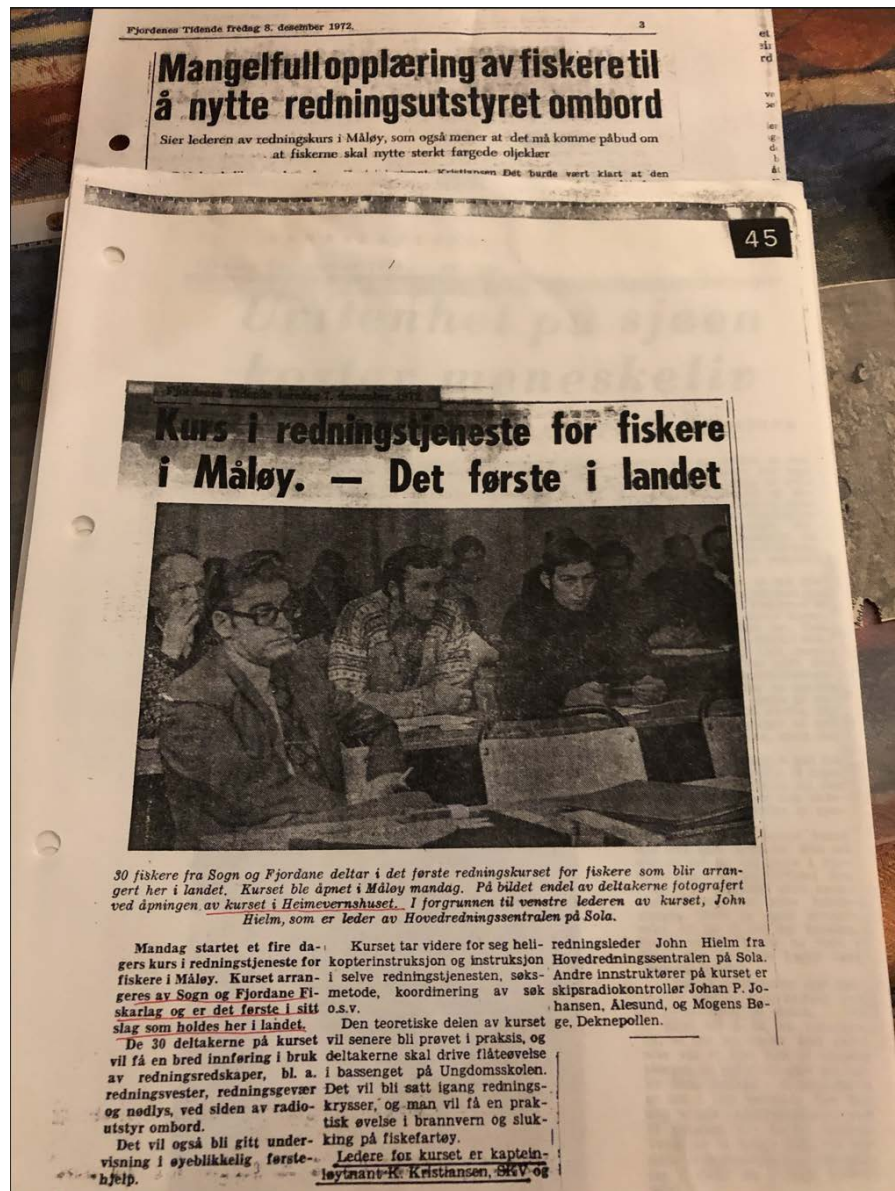 Fjordenes Tidende fredag 8. desember 1972.
3
Mangelfull opplæring av fiskere til
å nytte redningsutstyret ombord
Sier lederen av redningskurs i Måløy, som også mener at det må komme påbud om
at fiskerne skal nytte sterkt fargede oljeklær
Kristiansen Det burde vært klart at den
45
Fjordenes Tidende desember 1972
Kurs i redningstjeneste for fiskere
i Måløy. — Det første i landet
30 fiskere fra Sogn og Fjordane deltar i det første redningskurset for fiskere som blir arran-
gert her i landet. Kurset ble åpnet i Måløy mandag. På bildet endel av deltakerne fotografert
ved åpningen av kurset i Heimevernshuset. I forgrunnen til venstre lederen av kurset, John
Hielm, som er leder av Hovedredningssentralen på Sola.
Mandag startet et fire da-
gers kurs i redningstjeneste for
fiskere i Måløy. Kurset arran-
geres av Sogn og Fjordane Fi-
skarlag og er det første i sitt
slag som holdes her i landet.
De 30 deltakerne på kurset
vil få en bred innføring i bruk
av redningsredskaper, bl. a.
redningsvester, redningsgevær
og nødlys, ved siden av radio-
utstyr ombord.
Det vil også bli gitt under-
visning i øyeblikkelig første-
hjelp.
Kurset tar videre for seg heli-
kopterinstruksjon og instruksjon
i selve redningstjenesten, søks-
metode, koordinering av søk
o.s.v.
Den teoretiske delen av kurset
vil senere bli prøvet i praksis, og
deltakerne skal drive flåteøvelse
i bassenget på Ungdomsskolen.
Det vil bli satt igang rednings-
krysser, og man vil få en prak-
tisk øvelse i brannvern og sluk-
king på fiskefartøy.
Ledere for kurset er kaptein-
løytnant K. Kristiansen, SKV og
redningsleder John Hielm fra
Hovedredningssentralen på Sola.
Andre innstruktører på kurset er
skipsradiokontrollør Johan P. Jo-
hansen, Ålesund, og Mogens Bø-
ge, Deknepollen.